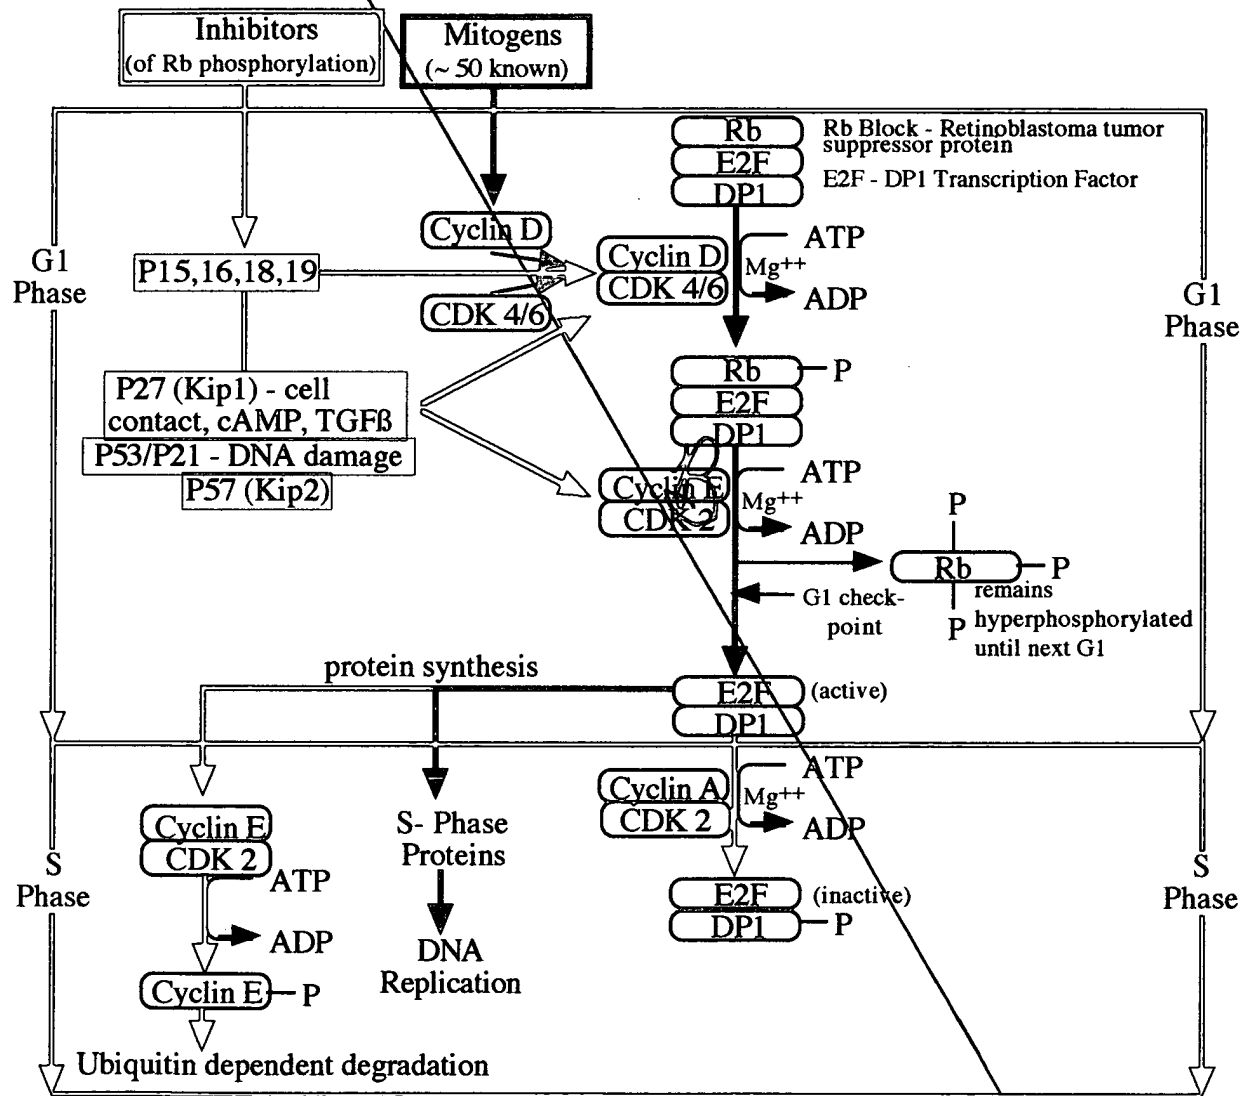 Inhibitors
(of Rb phosphorylation)
Mitogens
(~ 50 known)
Rb
E2F
DP1
Rb Block - Retinoblastoma tumor
suppressor protein
E2F - DP1 Transcription Factor
G1
Phase
P15,16,18,19
Cyclin D
CDK 4/6
Cyclin D
CDK 4/6
ATP
Mg++
ADP
G1
Phase
P27 (Kip1) - cell
contact, cAMP, TGFß
P53/P21 - DNA damage
P57 (Kip2)
Rb
P
E2F
DP1
Cyclin E
CDK 2
ATP
Mg++
ADP
P
Rb
P
P
remains
hyperphosphorylated
until next G1
G1 check-
point
protein synthesis
E2F
(active)
DP1
S
Phase
Cyclin E
CDK 2
ATP
ADP
Cyclin E
P
Ubiquitin dependent degradation
S- Phase
Proteins
DNA
Replication
Cyclin A
CDK 2
ATP
Mg++
ADP
E2F
(inactive)
DP1
P
S
Phase